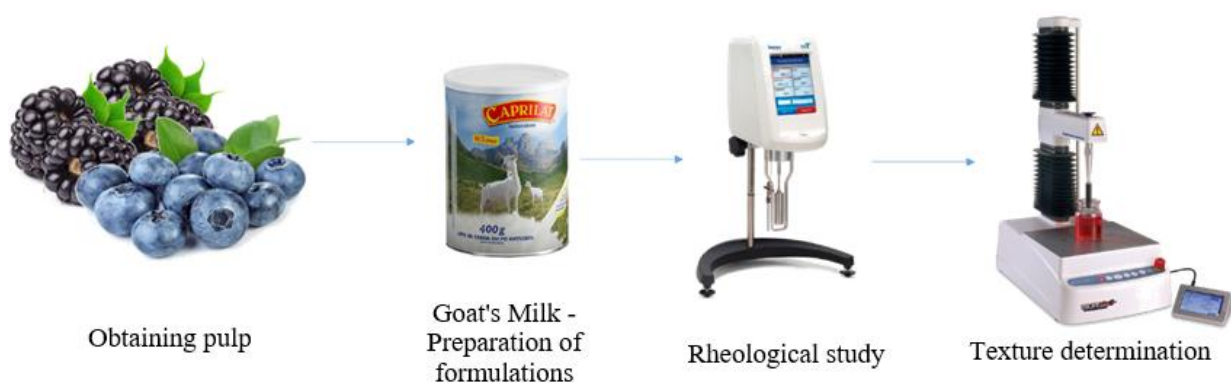 CAPRILAT
400g
Obtaining pulp
Goat's Milk -
Preparation of
formulations
Rheological study
Texture determination